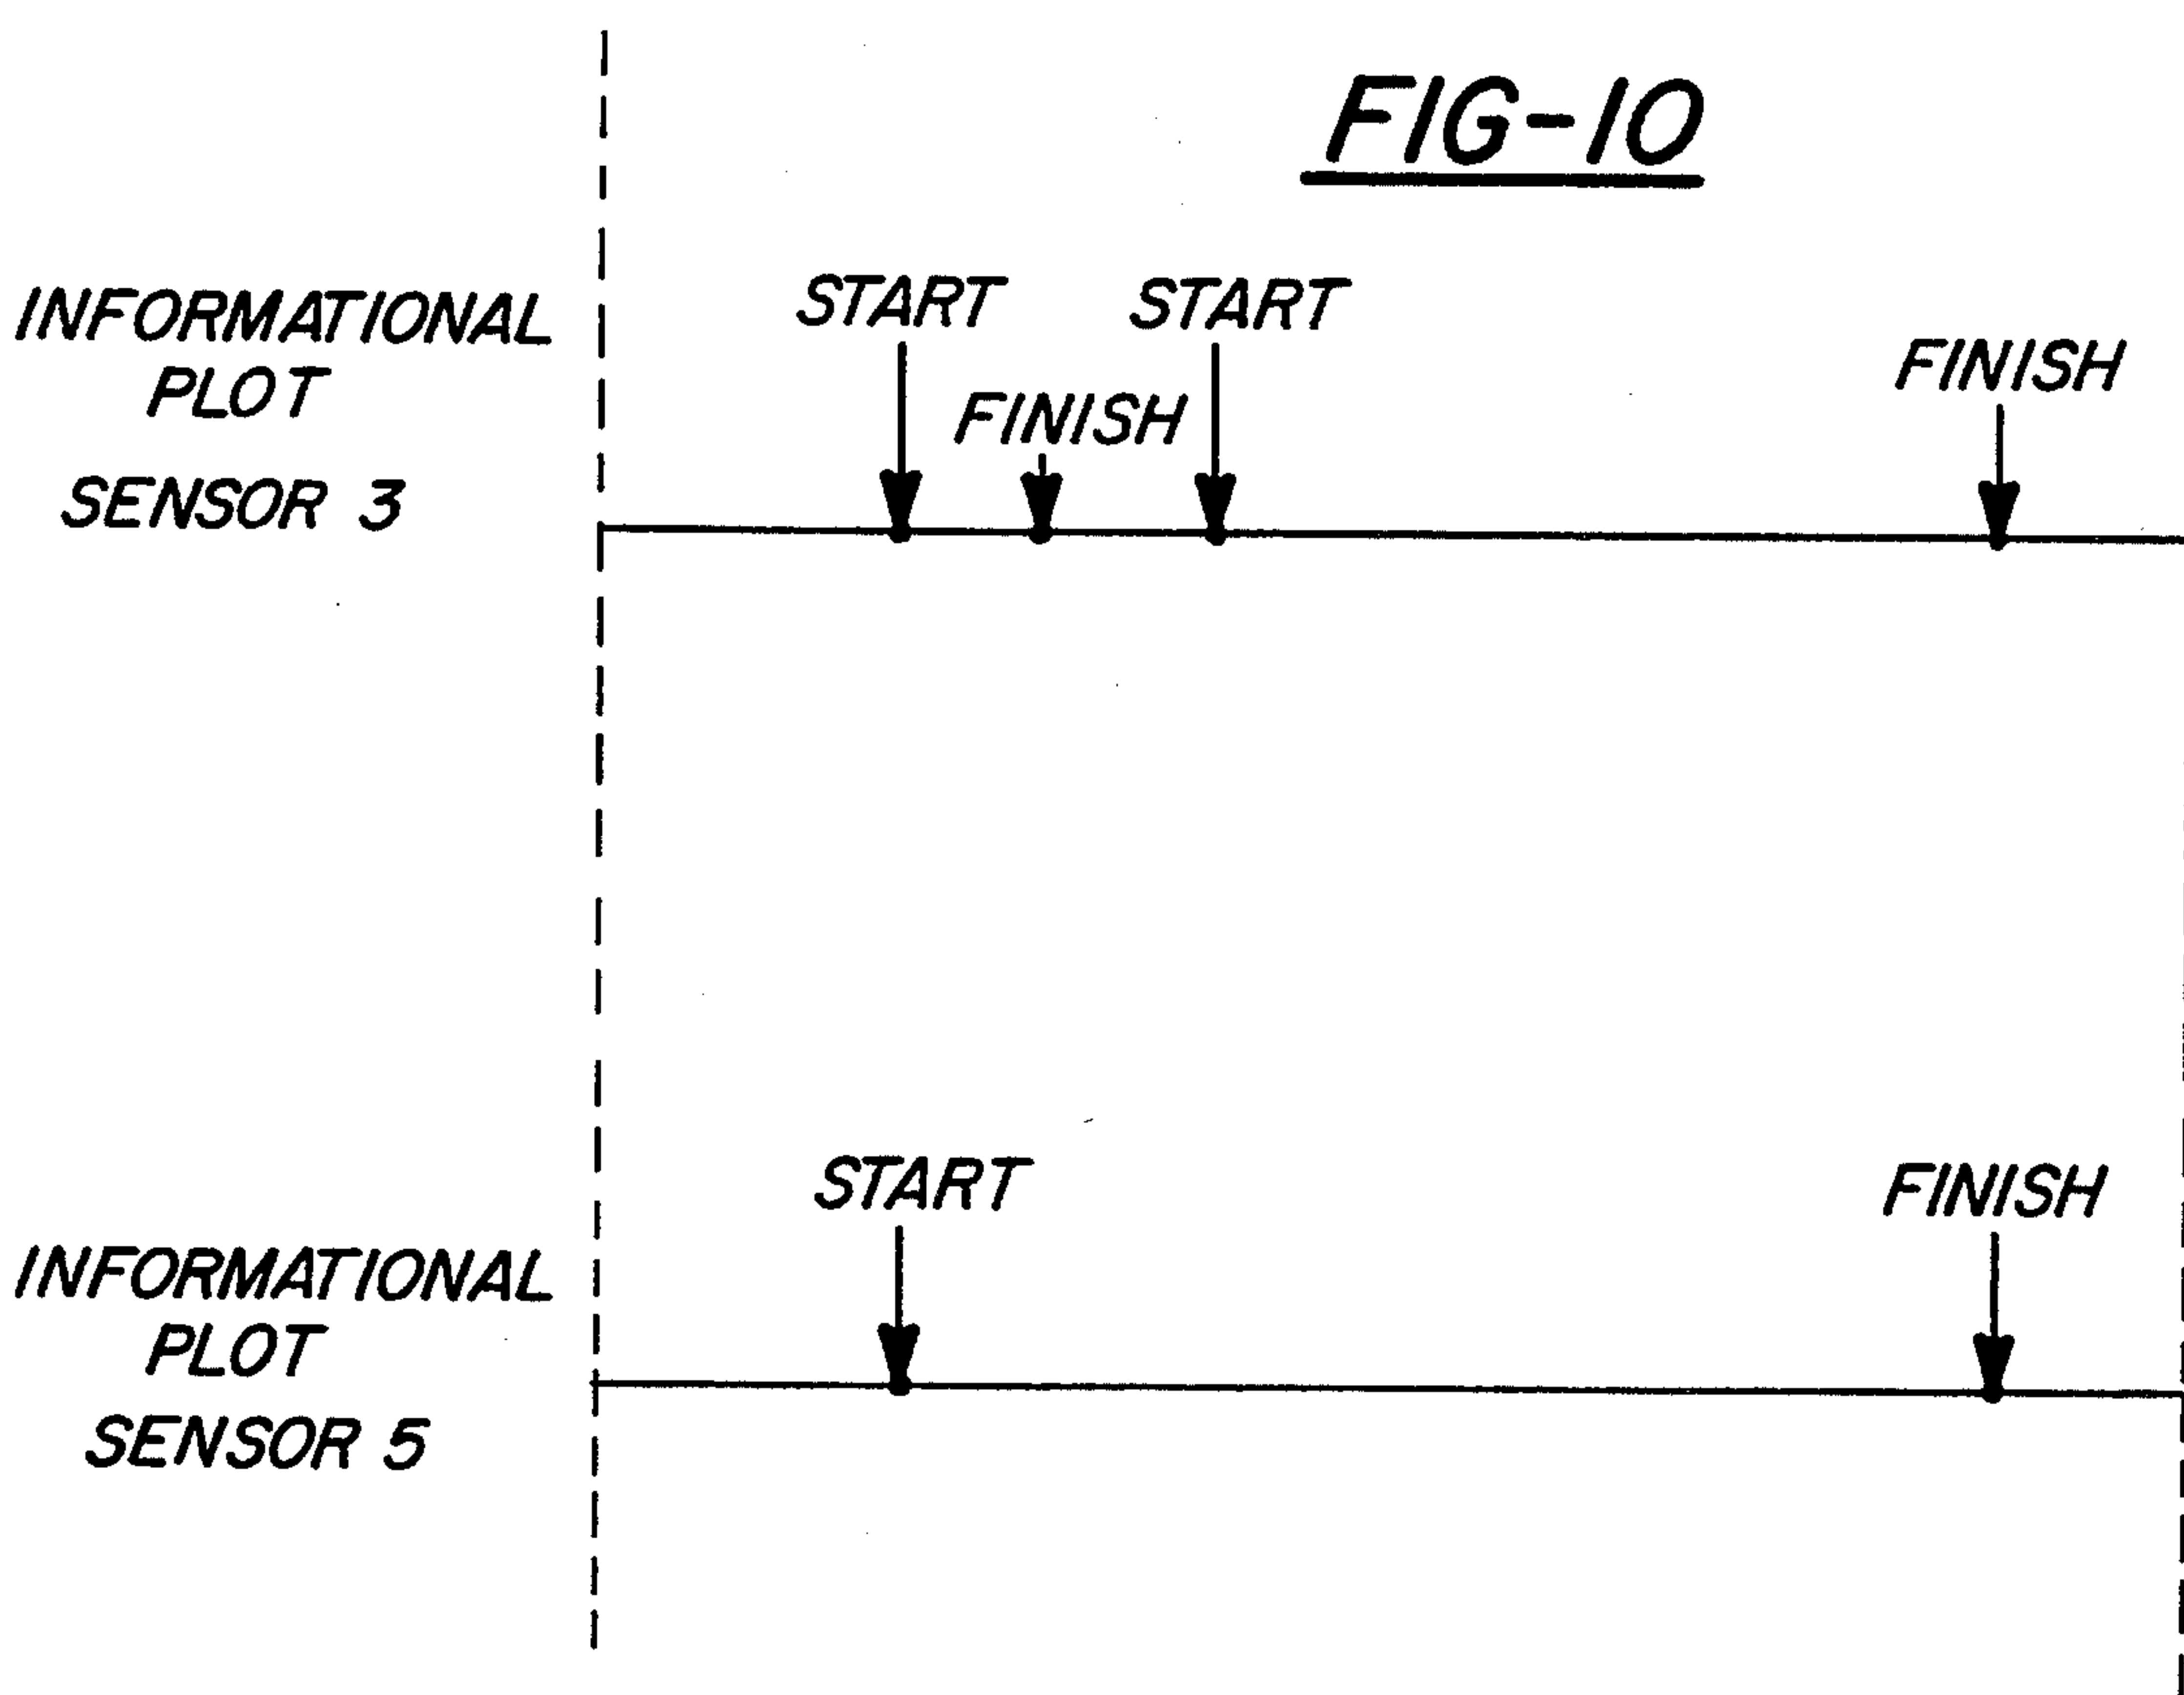 FIG-10
INFORMATIONAL
PLOT
SENSOR 3
START
START
FINISH
FINISH
INFORMATIONAL
PLOT
SENSOR 5
START
FINISH